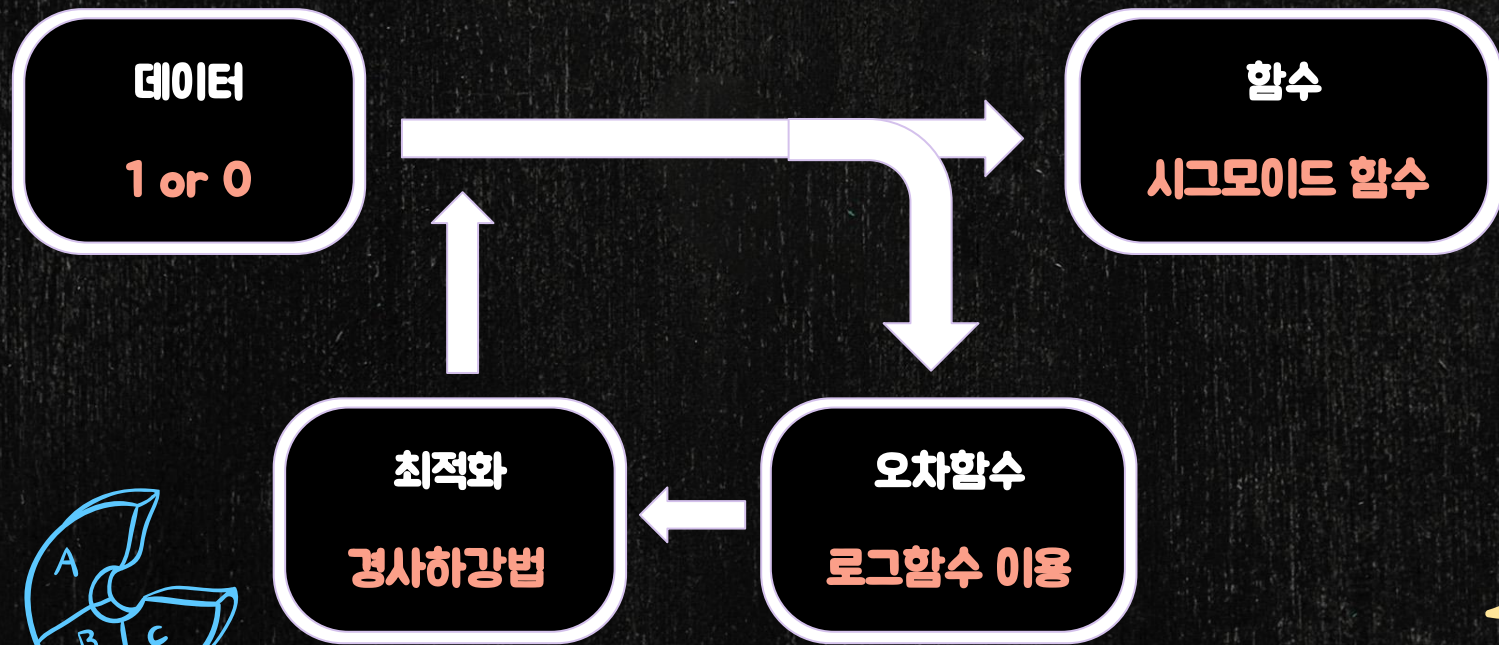 데이터
1 or 0
함수
시그모이드 함수
최적화
경사하강법
오차함수
로그함수 이용
A
B
C